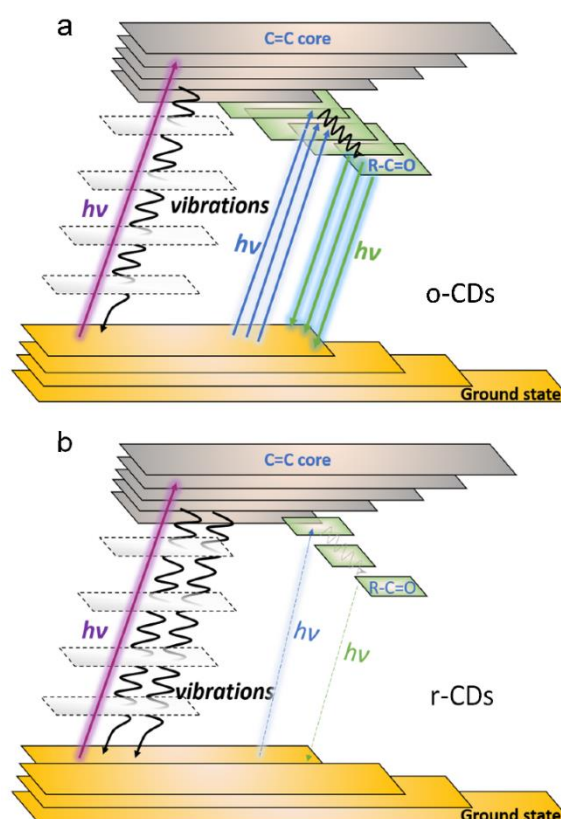 a
C=C core
R-C=O
vibrations
hν
hν
hν
o-CDs
Ground state
b
C=C core
R-C=O
hν
hν
hν
vibrations
r-CDs
Ground state